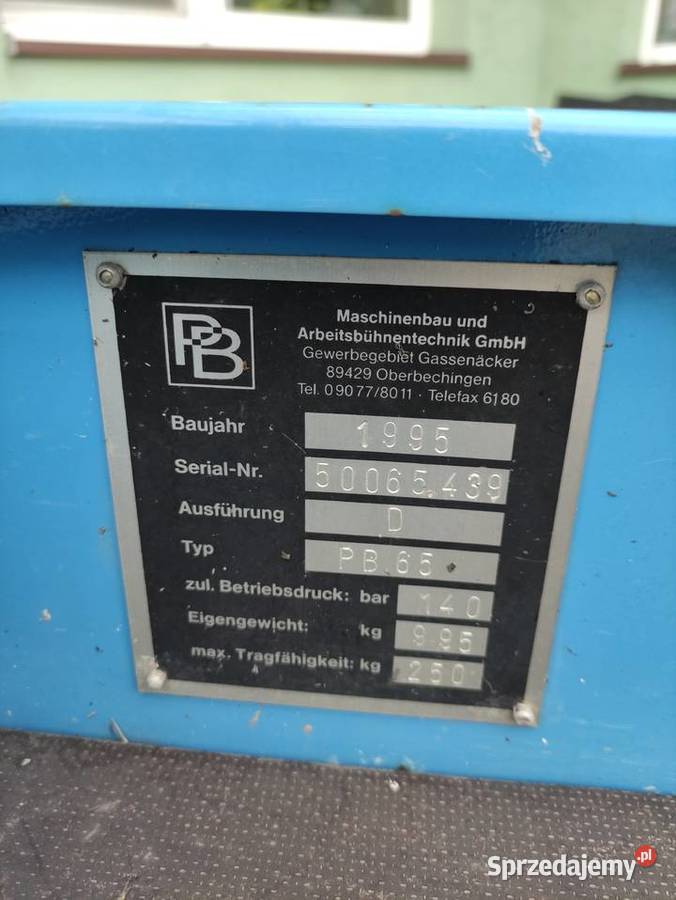 PB
Maschinenbau und
Arbeitsbühnentechnik GmbH
Gewerbegebiet Gassenäcker
89429 Oberbechingen
Tel. 09077/8011 · Telefax 6180
Baujahr 1995
Serial-Nr. 50065.439
Ausführung D
Typ PB 65
zul. Betriebsdruck: bar 140
Eigengewicht: kg 995
max. Tragfähigkeit: kg 250
Sprzedajemy.pl